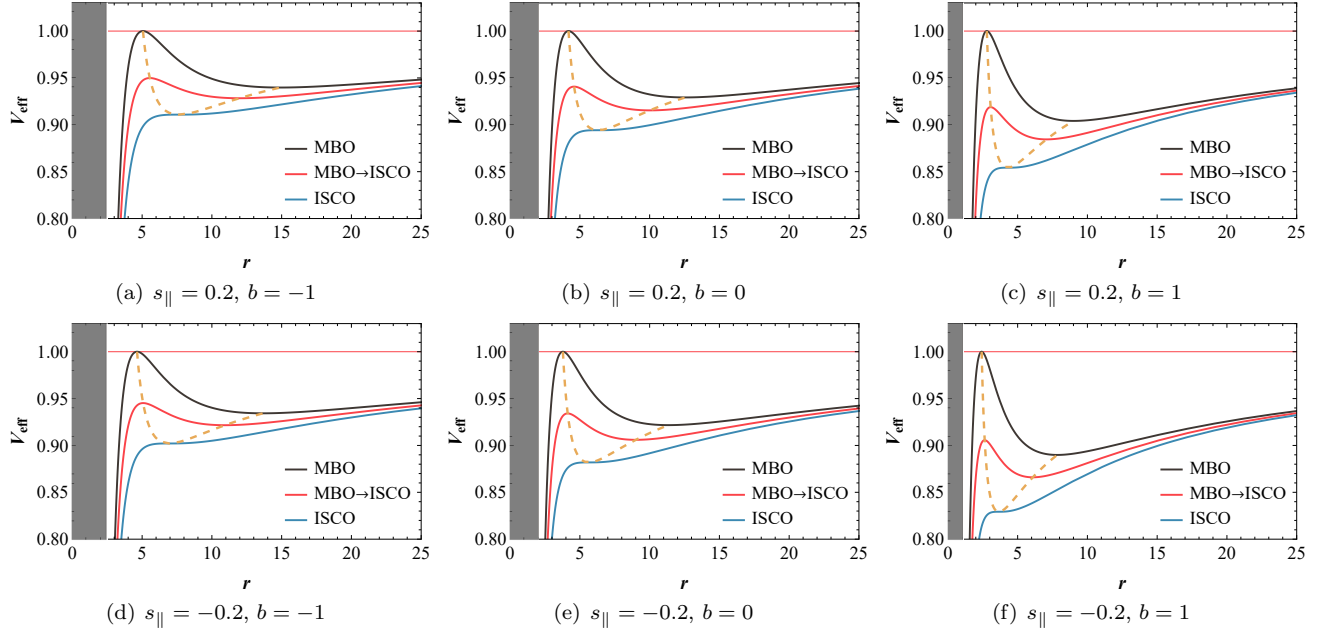 1.00
0.95
0.90
0.85
0.80
V_eff
MBO
MBO→ISCO
ISCO
0 5 10 15 20 25
r
(a) s_∥ = 0.2, b = −1
1.00
0.95
0.90
0.85
0.80
V_eff
MBO
MBO→ISCO
ISCO
0 5 10 15 20 25
r
(b) s_∥ = 0.2, b = 0
1.00
0.95
0.90
0.85
0.80
V_eff
MBO
MBO→ISCO
ISCO
0 5 10 15 20 25
r
(c) s_∥ = 0.2, b = 1
1.00
0.95
0.90
0.85
0.80
V_eff
MBO
MBO→ISCO
ISCO
0 5 10 15 20 25
r
(d) s_∥ = −0.2, b = −1
1.00
0.95
0.90
0.85
0.80
V_eff
MBO
MBO→ISCO
ISCO
0 5 10 15 20 25
r
(e) s_∥ = −0.2, b = 0
1.00
0.95
0.90
0.85
0.80
V_eff
MBO
MBO→ISCO
ISCO
0 5 10 15 20 25
r
(f) s_∥ = −0.2, b = 1